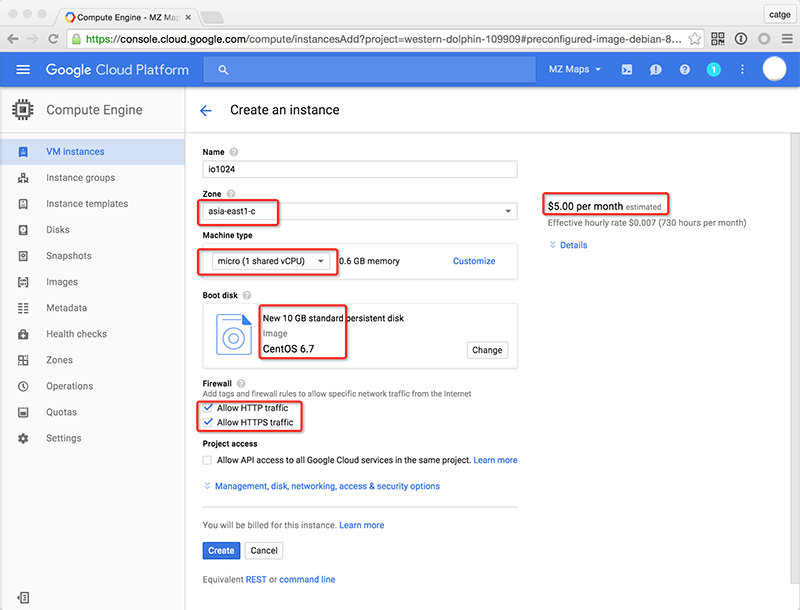 Compute Engine - MZ Map
catge
https://console.cloud.google.com/compute/instancesAdd?project=western-dolphin-109909#preconfigured-image-debian-8...
Google Cloud Platform
MZ Maps
1
Compute Engine
Create an instance
VM instances
Instance groups
Instance templates
Disks
Snapshots
Images
Metadata
Health checks
Zones
Operations
Quotas
Settings
Name
io1024
Zone
asia-east1-c
Machine type
micro (1 shared vCPU)
0.6 GB memory
Customize
Boot disk
New 10 GB standard persistent disk
Image
CentOS 6.7
Change
Firewall
Add tags and firewall rules to allow specific network traffic from the Internet
Allow HTTP traffic
Allow HTTPS traffic
Project access
Allow API access to all Google Cloud services in the same project. Learn more
Management, disk, networking, access & security options
You will be billed for this instance. Learn more
Create
Cancel
Equivalent REST or command line
$5.00 per month estimated
Effective hourly rate $0.007 (730 hours per month)
Details